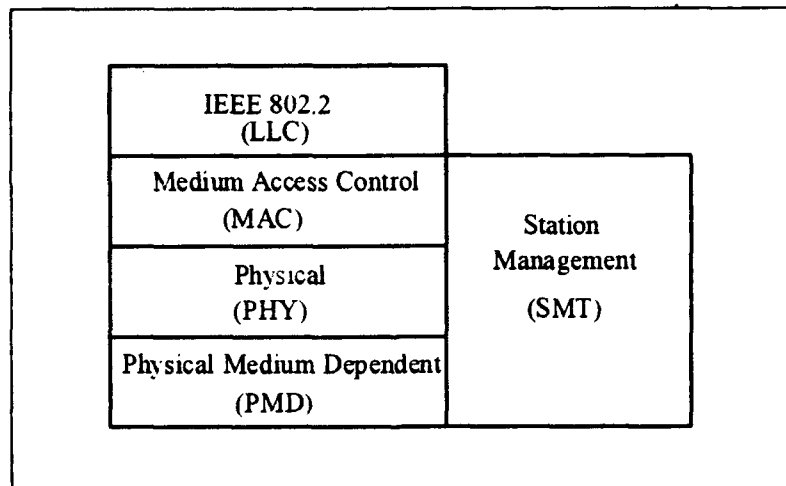 IEEE 802.2
(LLC)
Medium Access Control
(MAC)
Physical
(PHY)
Physical Medium Dependent
(PMD)
Station
Management
(SMT)